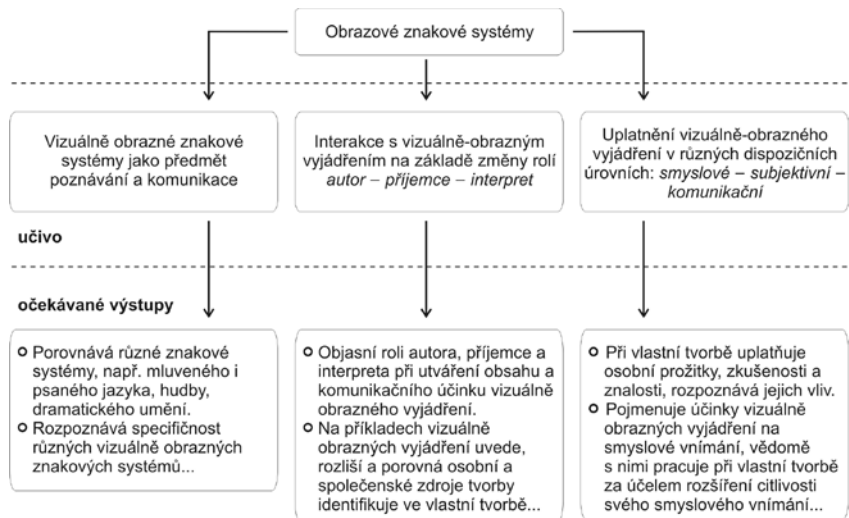 Obrazové znakové systémy
Vizuálně obrazné znakové
systémy jako předmět
poznávání a komunikace
Interakce s vizuálně-obrazným
vyjádřením na základě změny rolí
autor – příjemce – interpret
Uplatnění vizuálně-obrazného
vyjádření v různých dispozičních
úrovních: smyslové – subjektivní –
komunikační
učivo
očekávané výstupy
Porovnává různé znakové
systémy, např. mluveného i
psaného jazyka, hudby,
dramatického umění.
Rozpoznává specifičnost
různých vizuálně obrazných
znakových systémů...
Objasní roli autora, příjemce a
interpreta při utváření obsahu a
komunikačního účinku vizuálně
obrazného vyjádření.
Na příkladech vizuálně
obrazných vyjádření uvede,
rozliší a porovná osobní a
společenské zdroje tvorby
identifikuje ve vlastní tvorbě...
Při vlastní tvorbě uplatňuje
osobní prožitky, zkušenosti a
znalosti, rozpoznává jejich vliv.
Pojmenuje účinky vizuálně
obrazných vyjádření na
smyslové vnímání, vědomě
s nimi pracuje při vlastní tvorbě
za účelem rozšíření citlivosti
svého smyslového vnímání...